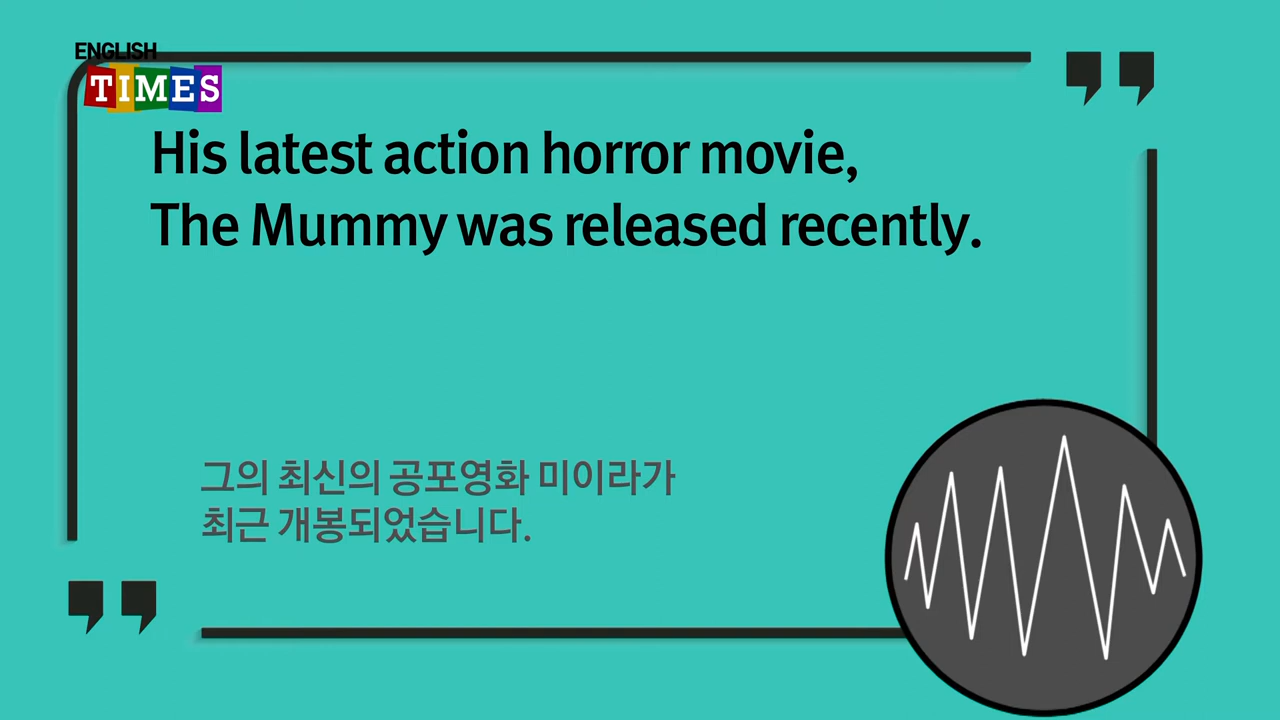 ENGLISH
TIMES
His latest action horror movie,
The Mummy was released recently.
그의 최신의 공포영화 미이라가
최근 개봉되었습니다.